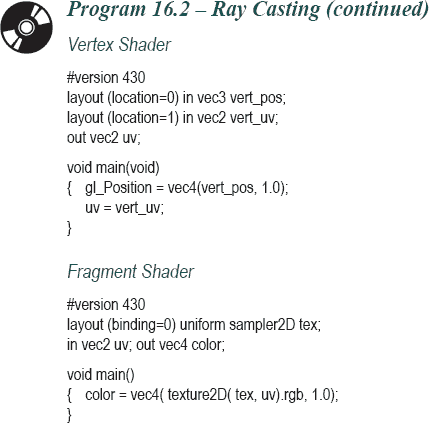 Program 16.2 – Ray Casting (continued)
Vertex Shader
#version 430
layout (location=0) in vec3 vert_pos;
layout (location=1) in vec2 vert_uv;
out vec2 uv;
void main(void)
{ gl_Position = vec4(vert_pos, 1.0);
uv = vert_uv;
}
Fragment Shader
#version 430
layout (binding=0) uniform sampler2D tex;
in vec2 uv; out vec4 color;
void main()
{ color = vec4( texture2D( tex, uv).rgb, 1.0);
}